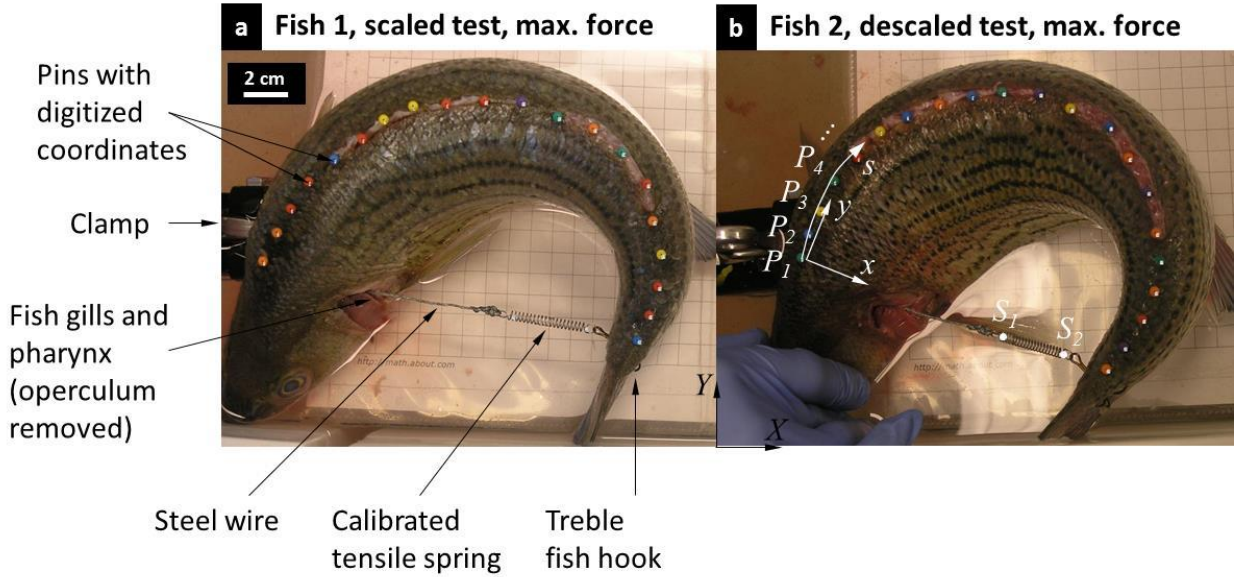 a Fish 1, scaled test, max. force
2 cm
Pins with
digitized
coordinates
Clamp
Fish gills and
pharynx
(operculum
removed)
Steel wire
Calibrated
tensile spring
Treble
fish hook
http://math.about.com
b Fish 2, descaled test, max. force
...
P4
s
P3
y
P2
P1
x
S1
S2
http://math.about.com
Y
X